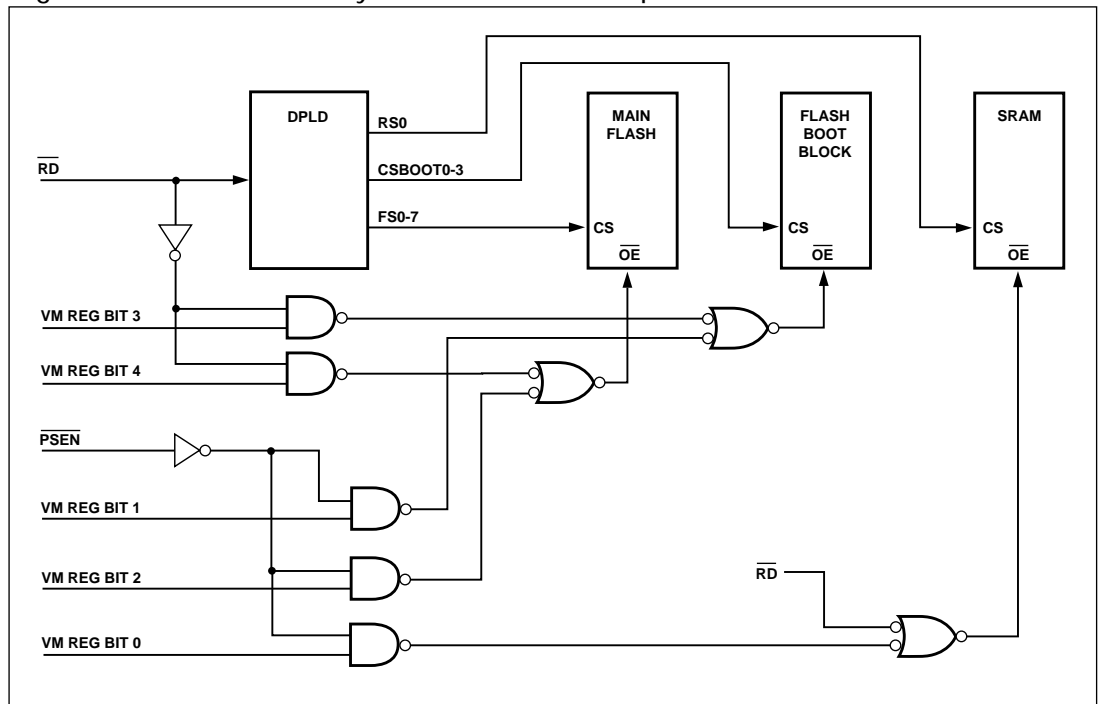 DPLD
RS0
CSBOOT0-3
FS0-7
MAIN
FLASH
CS
OE
FLASH
BOOT
BLOCK
CS
OE
SRAM
CS
OE
RD
VM REG BIT 3
VM REG BIT 4
PSEN
VM REG BIT 1
VM REG BIT 2
VM REG BIT 0
RD